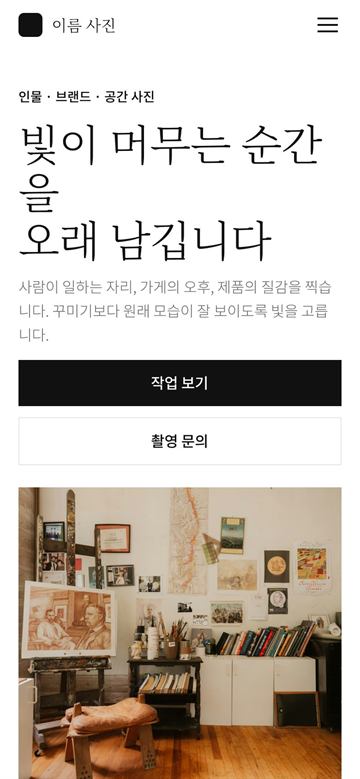 이름 사진
인물 · 브랜드 · 공간 사진
빛이 머무는 순간
을
오래 남깁니다
사람이 일하는 자리, 가게의 오후, 제품의 질감을 찍습
니다. 꾸미기보다 원래 모습이 잘 보이도록 빛을 고릅
니다.
작업 보기
촬영 문의